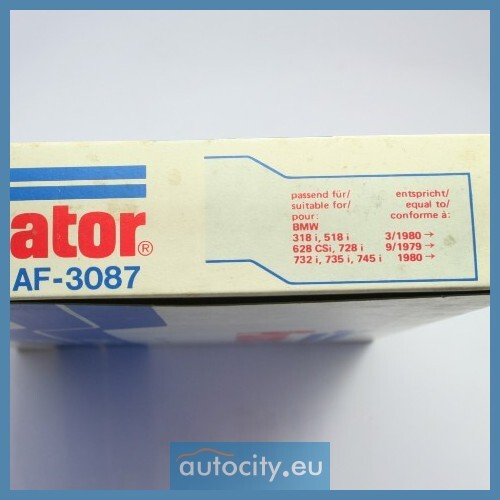 ator®
AF-3087
passend für/ entspricht/
suitable for/ equal to/
pour: conforme à:
BMW
318 i, 518 i 3/1980 →
628 CSi, 728 i 9/1979 →
732 i, 735 i, 745 i 1980 →
autocity.eu